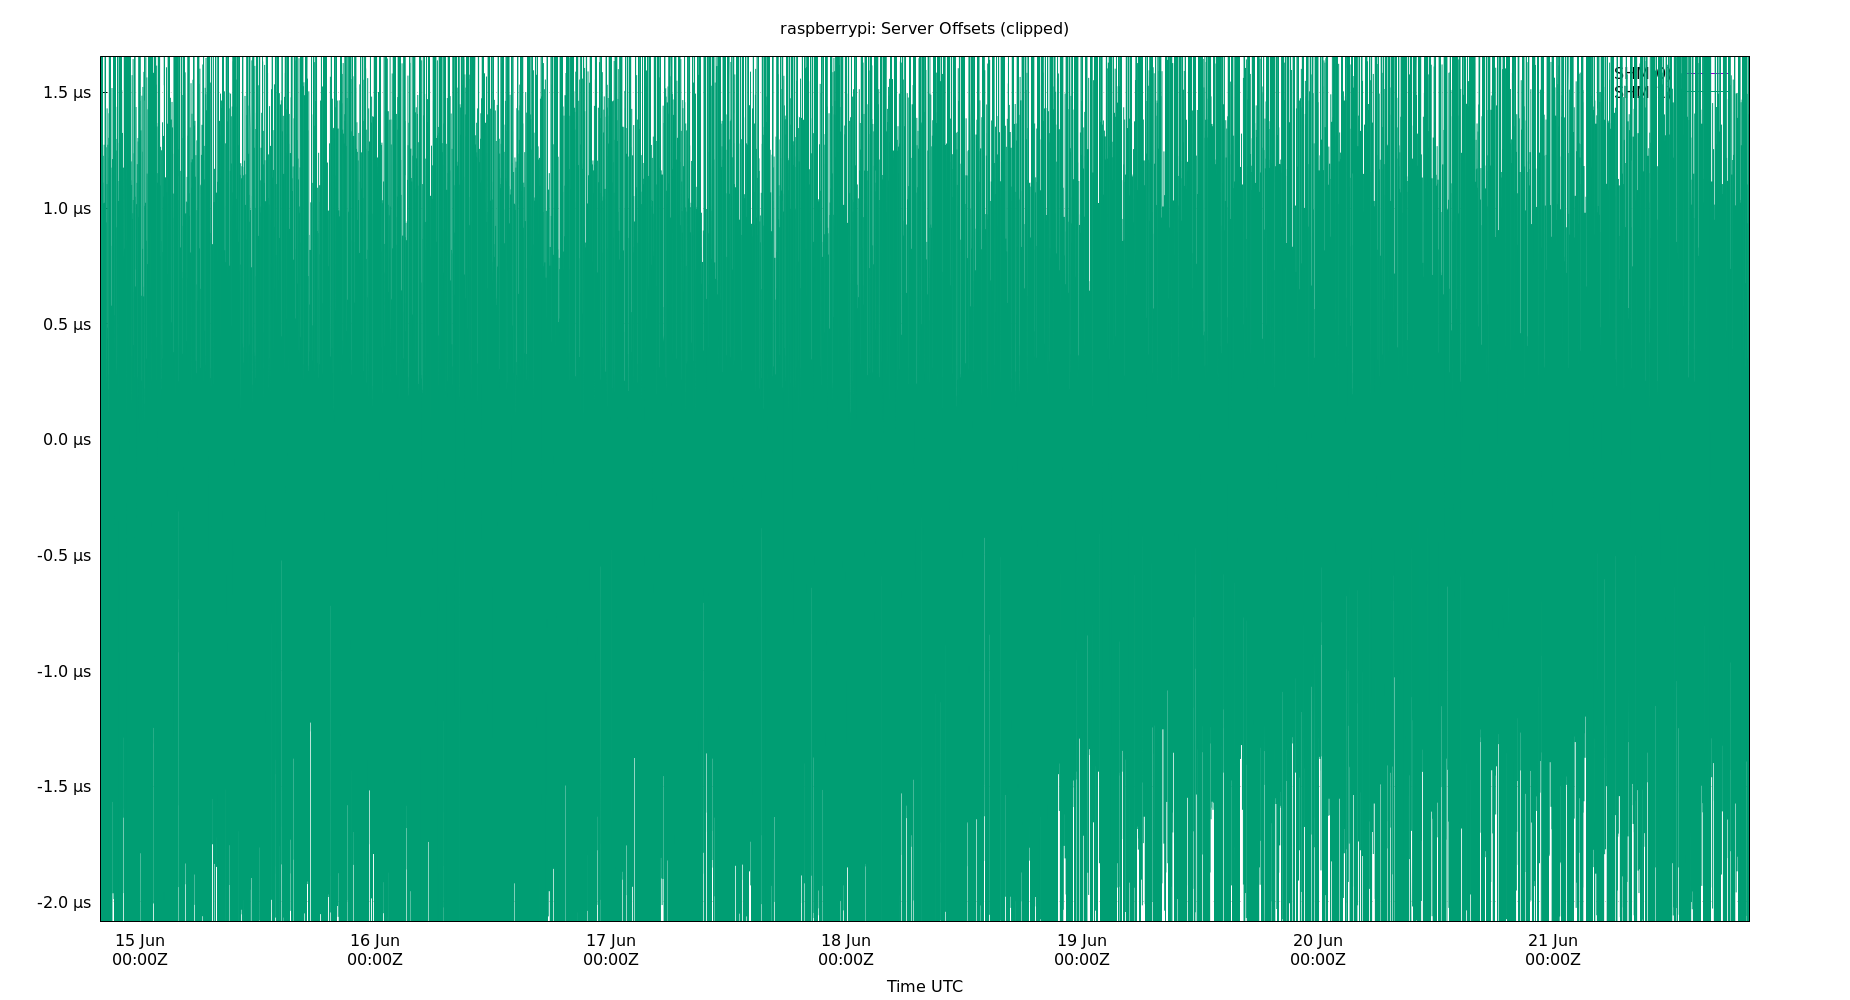 raspberrypi: Server Offsets (clipped)
1.5 µs
1.0 µs
0.5 µs
0.0 µs
-0.5 µs
-1.0 µs
-1.5 µs
-2.0 µs
15 Jun 16 Jun 17 Jun 18 Jun 19 Jun 20 Jun 21 Jun
00:00Z 00:00Z 00:00Z 00:00Z 00:00Z 00:00Z 00:00Z
Time UTC